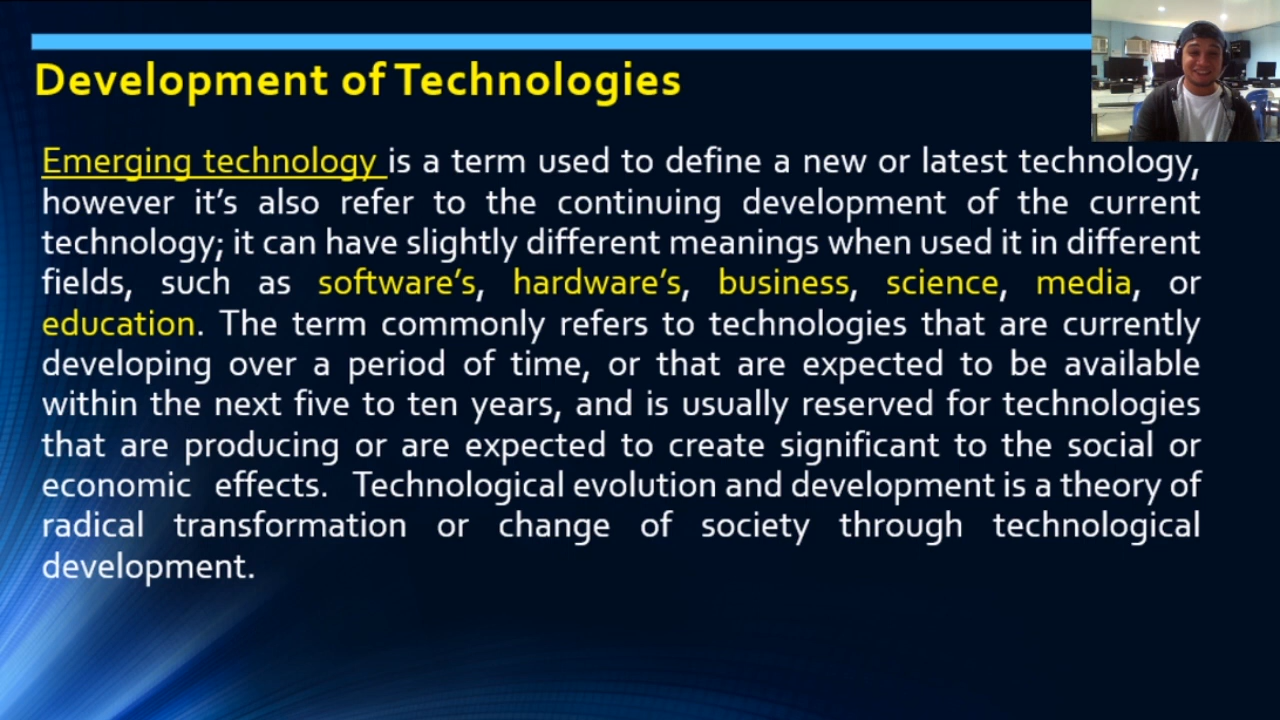 Development of Technologies
Emerging technology is a term used to define a new or latest technology,
however it's also refer to the continuing development of the current
technology; it can have slightly different meanings when used it in different
fields, such as software's, hardware's, business, science, media, or
education. The term commonly refers to technologies that are currently
developing over a period of time, or that are expected to be available
within the next five to ten years, and is usually reserved for technologies
that are producing or are expected to create significant to the social or
economic effects. Technological evolution and development is a theory of
radical transformation or change of society through technological
development.